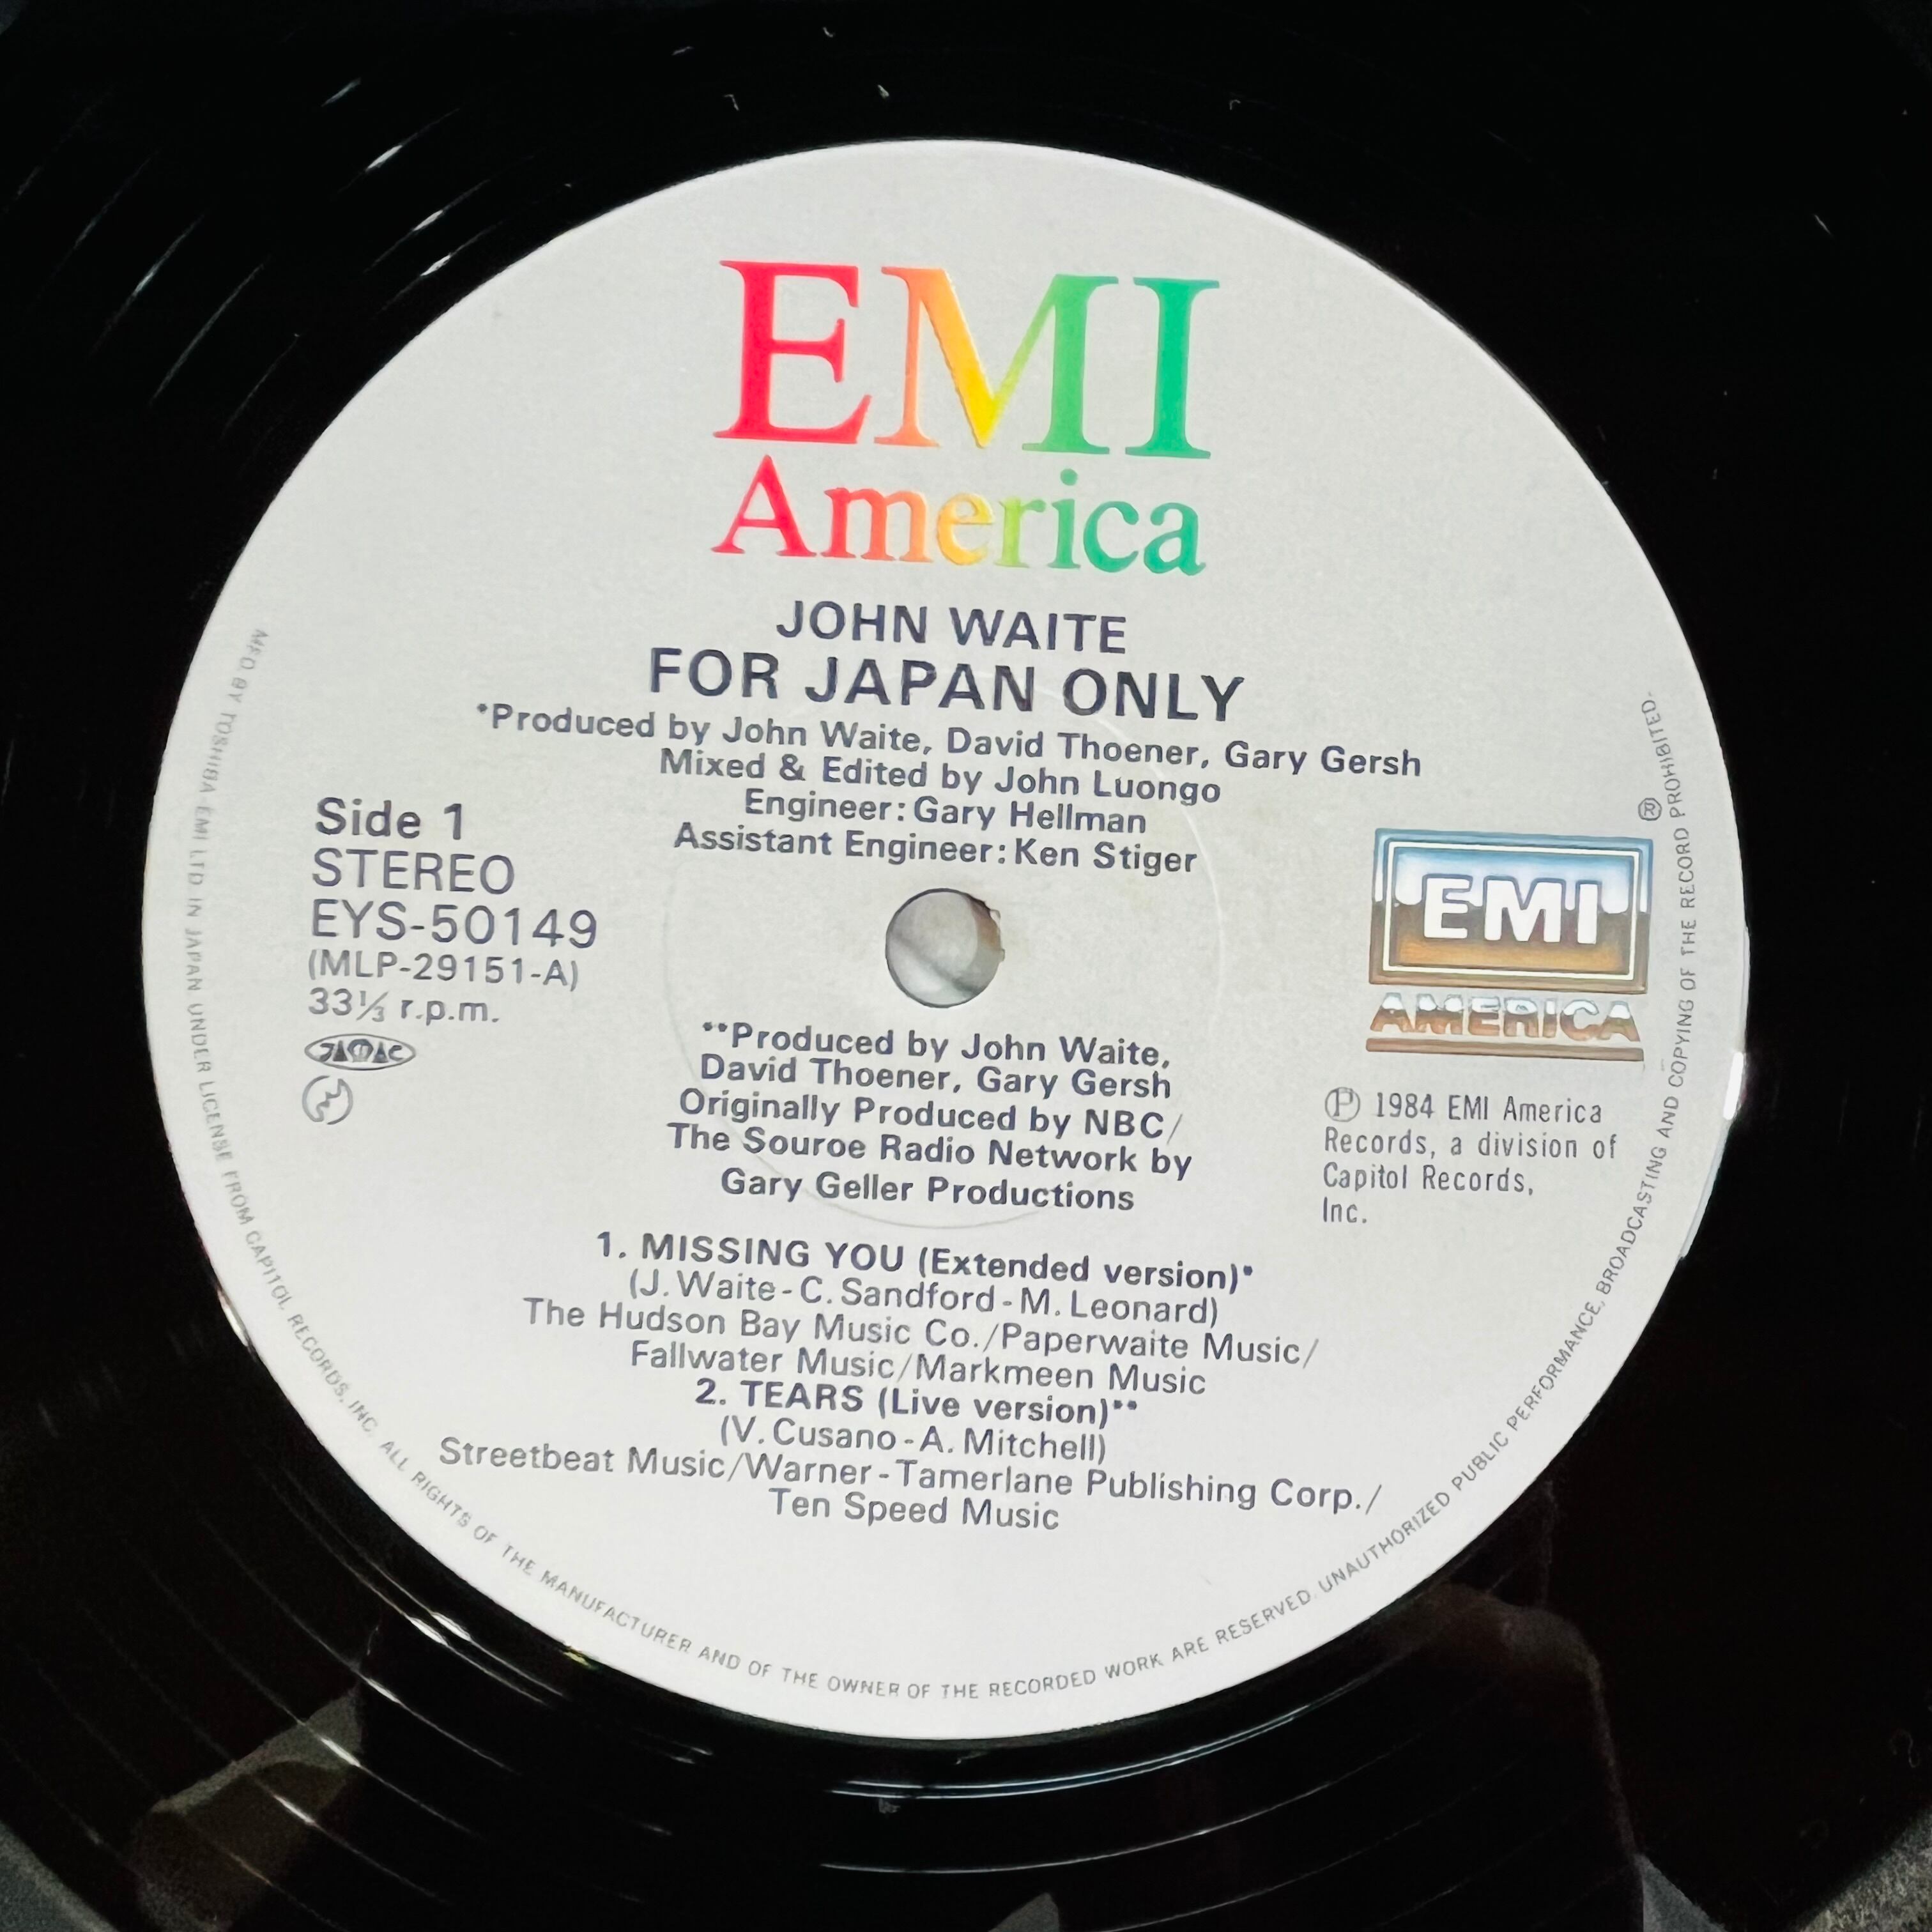 EMI
America
JOHN WAITE
FOR JAPAN ONLY
*Produced by John Waite, David Thoener, Gary Gersh
Mixed & Edited by John Luongo
Engineer: Gary Hellman
Assistant Engineer: Ken Stiger
Side 1
STEREO
EYS-50149
(MLP-29151-A)
33⅓ r.p.m.
JASRAC
®
EMI
AMERICA
Ⓟ 1984 EMI America
Records, a division of
Capitol Records,
Inc.
**Produced by John Waite,
David Thoener, Gary Gersh
Originally Produced by NBC/
The Souroe Radio Network by
Gary Geller Productions
1. MISSING YOU (Extended version)*
(J. Waite - C. Sandford - M. Leonard)
The Hudson Bay Music Co./Paperwaite Music/
Fallwater Music/Markmeen Music
2. TEARS (Live version)**
(V. Cusano - A. Mitchell)
Streetbeat Music/Warner - Tamerlane Publishing Corp./
Ten Speed Music
MFD BY TOSHIBA EMI LTD IN JAPAN UNDER LICENSE FROM CAPITOL RECORDS, INC ALL RIGHTS OF THE MANUFACTURER AND OF THE OWNER OF THE RECORDED WORK ARE RESERVED. UNAUTHORIZED PUBLIC PERFORMANCE, BROADCASTING AND COPYING OF THE RECORD PROHIBITED.